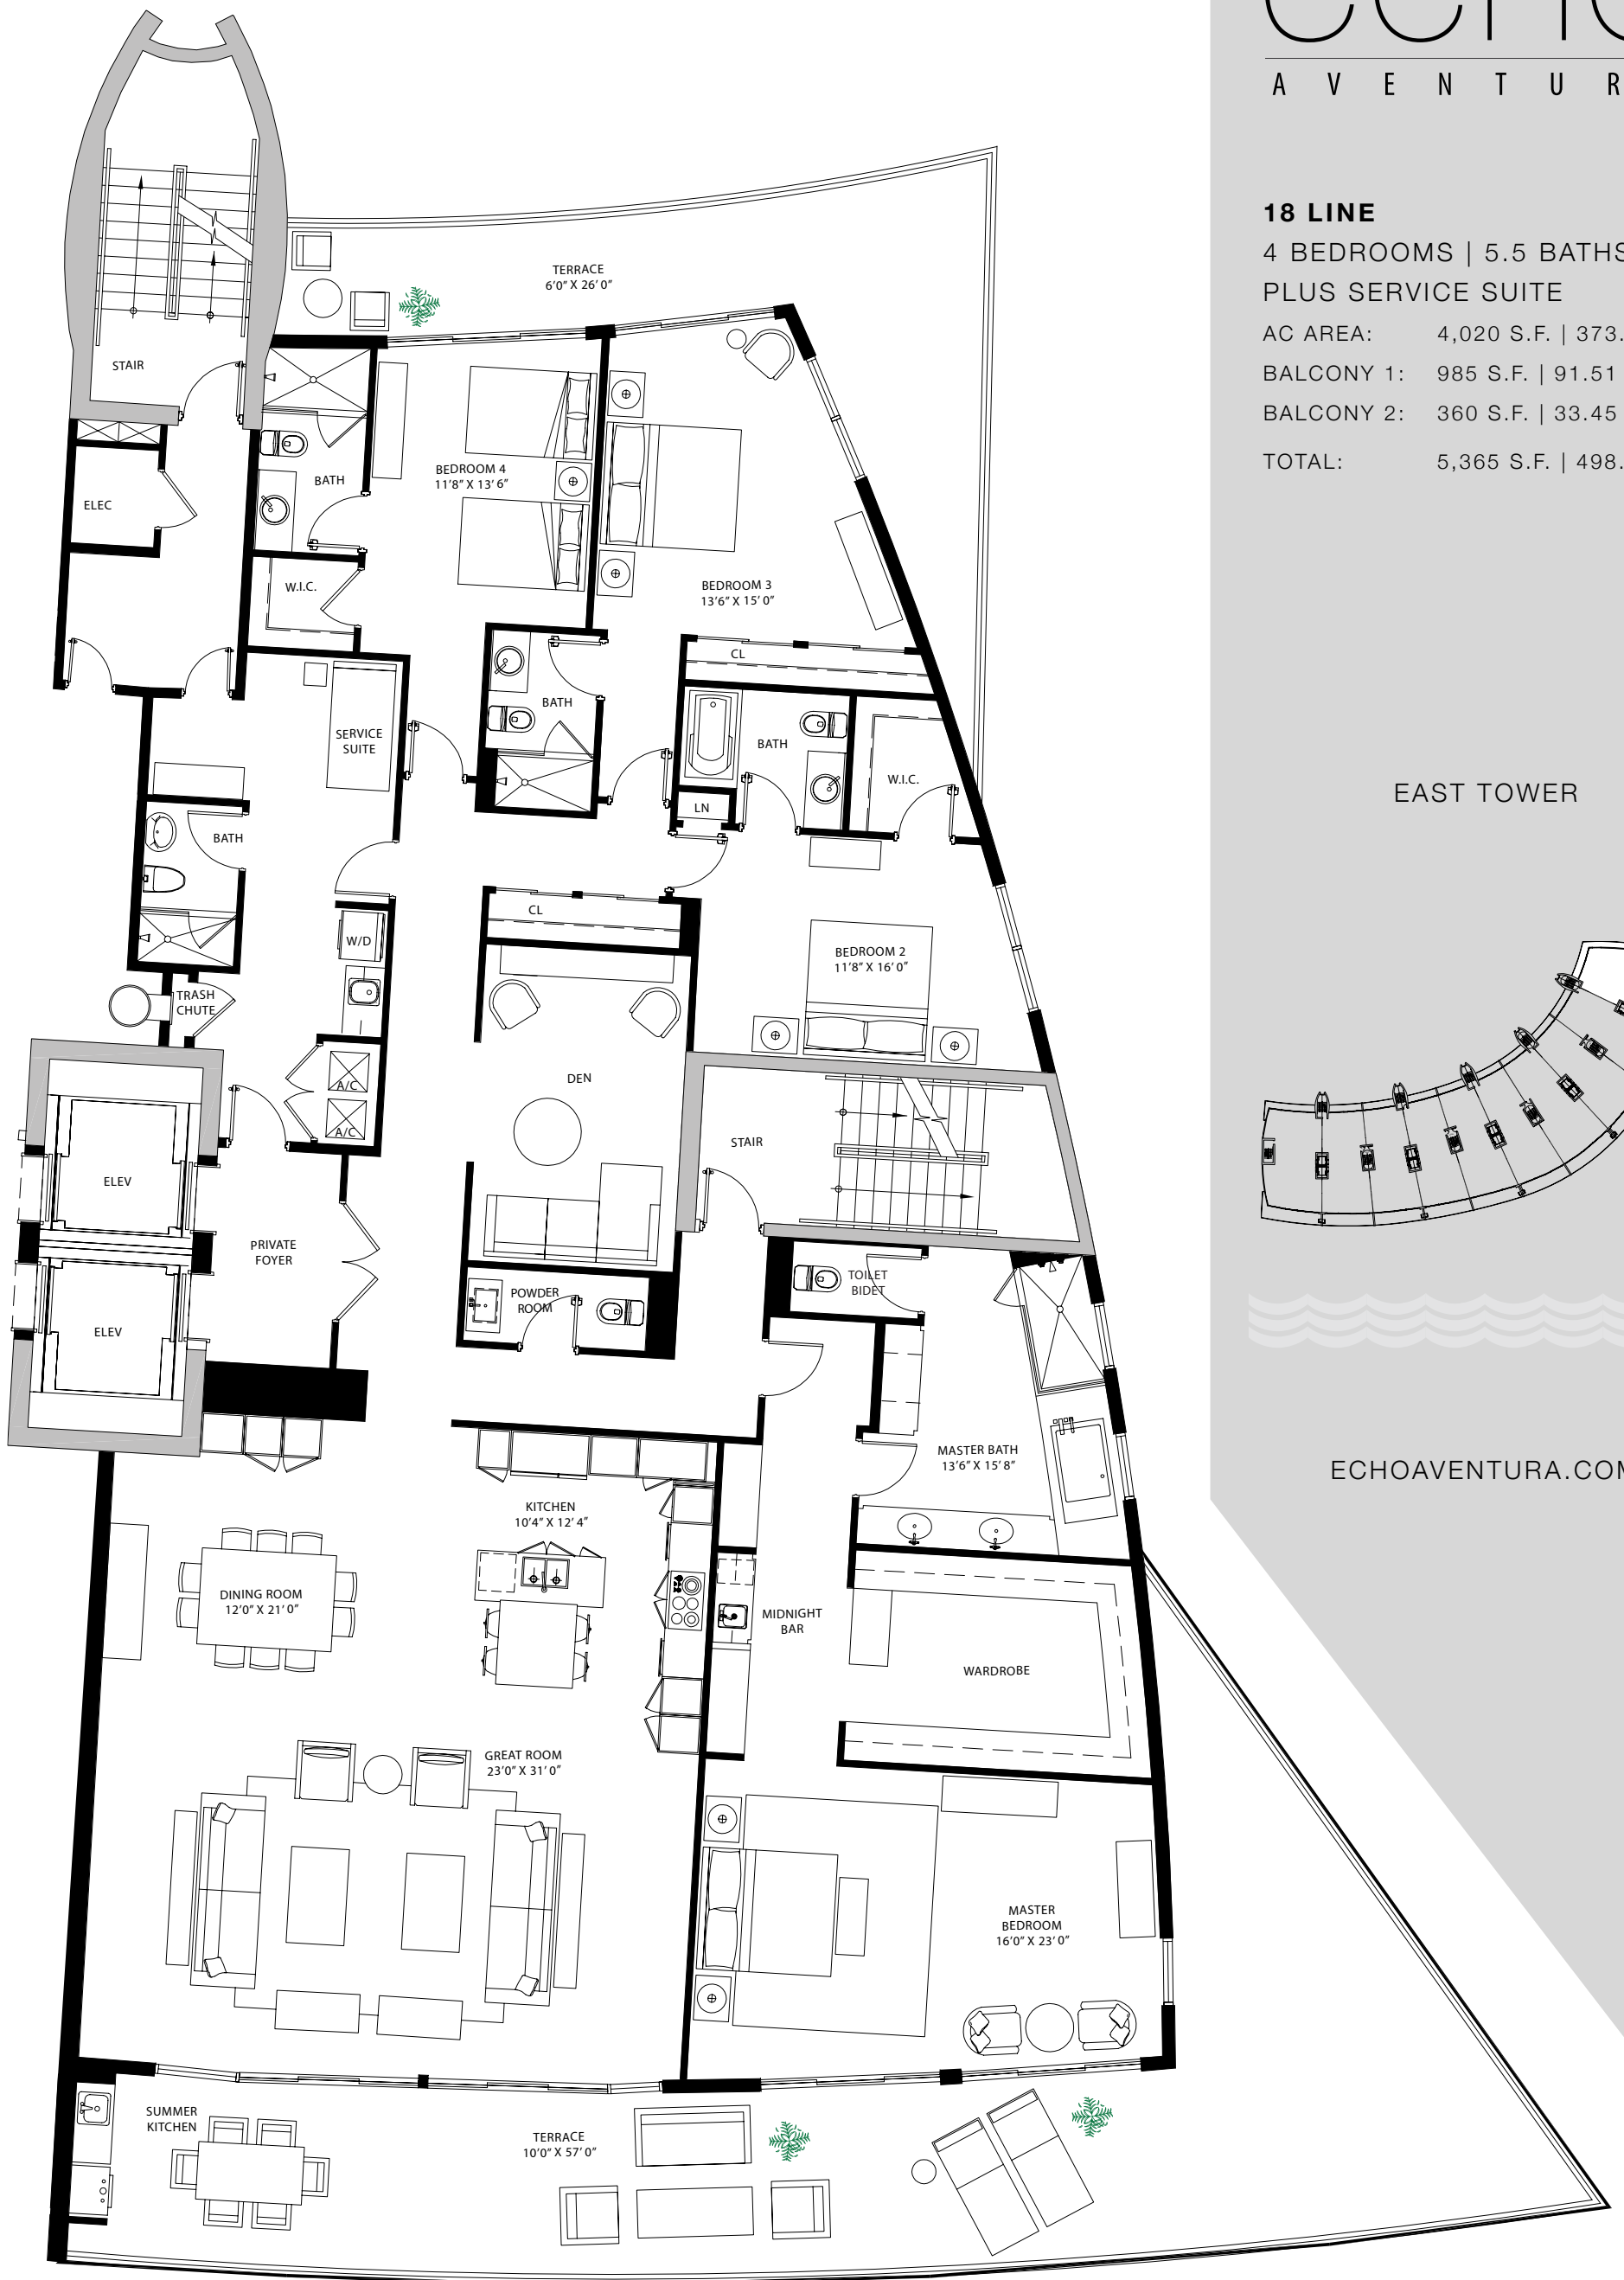 AVENTUR
18 LINE
4 BEDROOMS | 5.5 BATHS
PLUS SERVICE SUITE
AC AREA: 4,020 S.F. | 373.
BALCONY 1: 985 S.F. | 91.51
BALCONY 2: 360 S.F. | 33.45
TOTAL: 5,365 S.F. | 498.
EAST TOWER
ECHOAVENTURA.COM
TERRACE
6'0" X 26'0"
STAIR
ELEC
BATH
BEDROOM 4
11'8" X 13'6"
W.I.C.
BEDROOM 3
13'6" X 15'0"
CL
SERVICE
SUITE
BATH
BATH
W.I.C.
LN
BATH
CL
W/D
BEDROOM 2
11'8" X 16'0"
TRASH
CHUTE
A/C
A/C
DEN
STAIR
ELEV
PRIVATE
FOYER
ELEV
POWDER
ROOM
TOILET
BIDET
MASTER BATH
13'6" X 15'8"
KITCHEN
10'4" X 12'4"
DINING ROOM
12'0" X 21'0"
MIDNIGHT
BAR
WARDROBE
GREAT ROOM
23'0" X 31'0"
MASTER
BEDROOM
16'0" X 23'0"
SUMMER
KITCHEN
TERRACE
10'0" X 57'0"